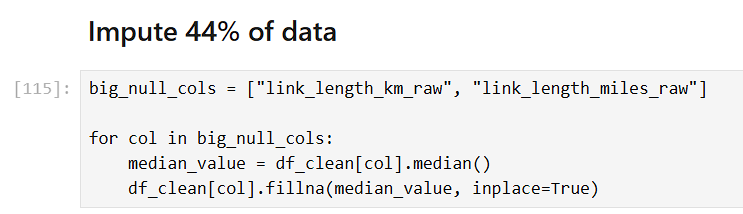 Impute 44% of data
[115]:
big_null_cols = ["link_length_km_raw", "link_length_miles_raw"]
for col in big_null_cols:
    median_value = df_clean[col].median()
    df_clean[col].fillna(median_value, inplace=True)